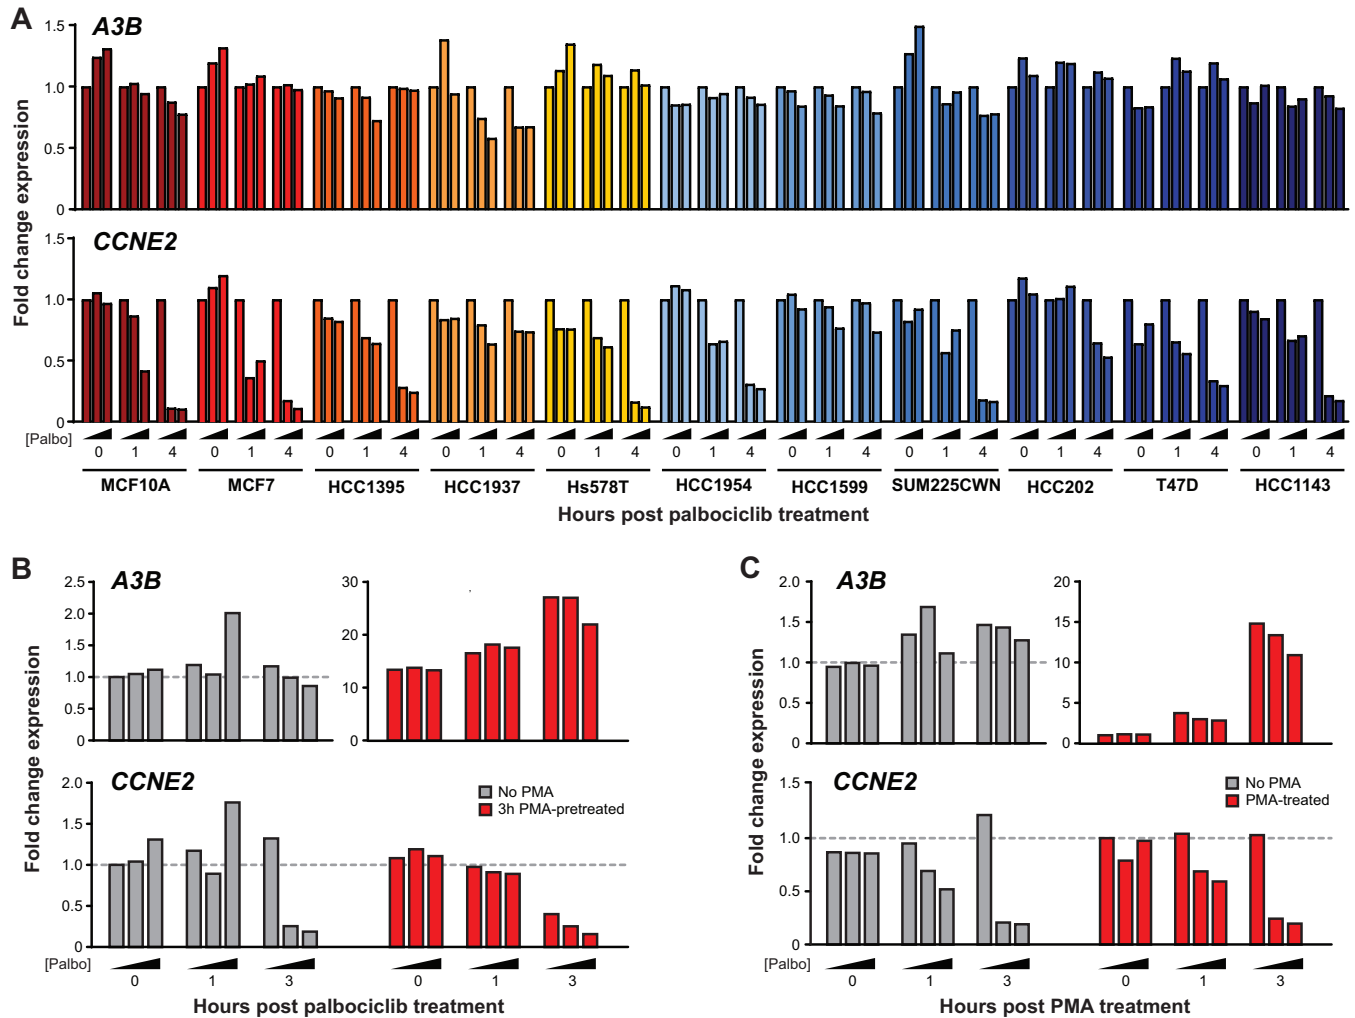 A
A3B
1.5
1.0
0.5
0
Fold change expression
CCNE2
1.5
1.0
0.5
0
[Palbo]
0 1 4 0 1 4 0 1 4 0 1 4 0 1 4 0 1 4 0 1 4 0 1 4 0 1 4 0 1 4 0 1 4
MCF10A MCF7 HCC1395 HCC1937 Hs578T HCC1954 HCC1599 SUM225CWN HCC202 T47D HCC1143
Hours post palbociclib treatment
B
A3B
2.5
2.0
1.5
1.0
0.5
0
30
20
10
0
Fold change expression
CCNE2
2.0
1.5
1.0
0.5
0
No PMA
3h PMA-pretreated
[Palbo]
0 1 3 0 1 3
Hours post palbociclib treatment
C
A3B
2.0
1.5
1.0
0.5
0
20
15
10
5
0
Fold change expression
CCNE2
1.5
1.0
0.5
0
No PMA
PMA-treated
[Palbo]
0 1 3 0 1 3
Hours post PMA treatment